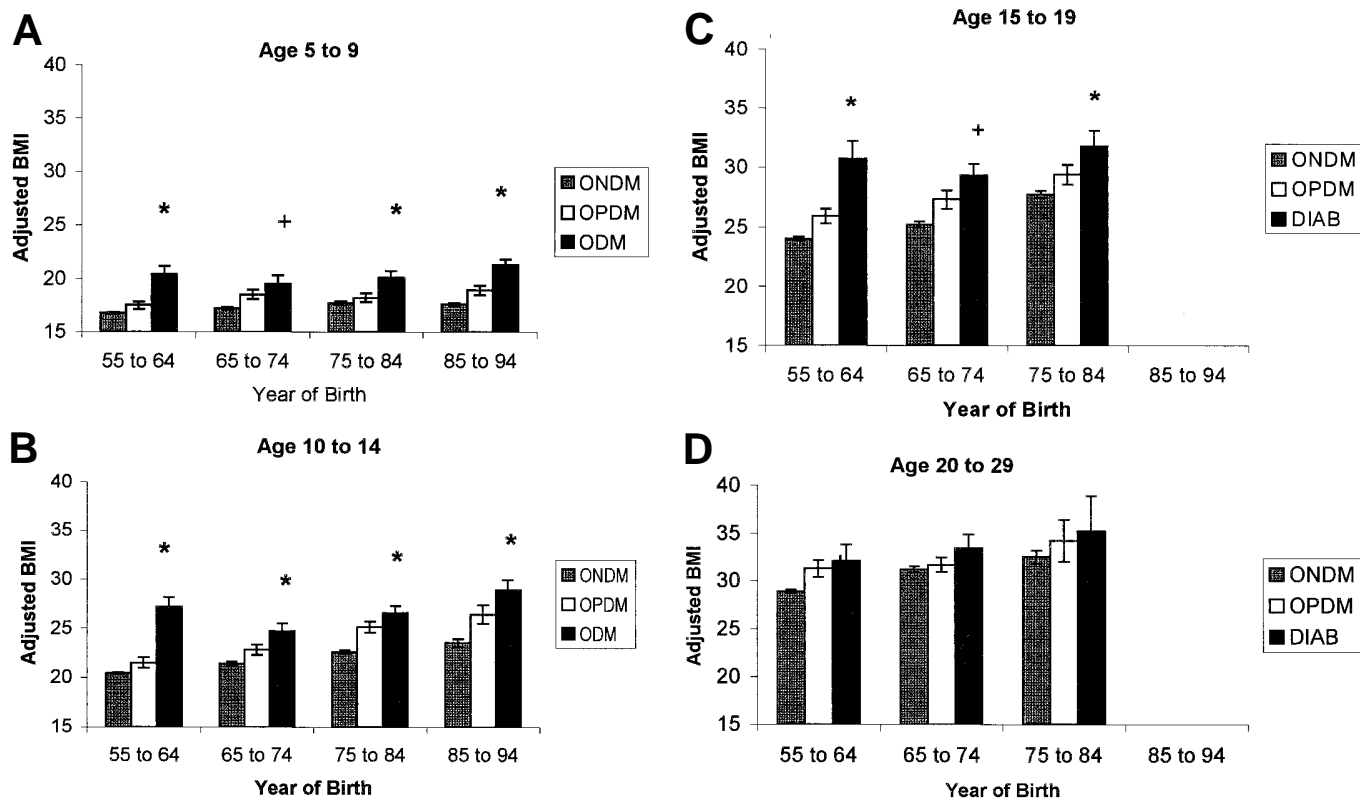 A
Age 5 to 9
40
35
30
25
20
15
Adjusted BMI
* + * *
55 to 64 65 to 74 75 to 84 85 to 94
Year of Birth
ONDM
OPDM
ODM
B
Age 10 to 14
40
35
30
25
20
15
Adjusted BMI
* * * *
55 to 64 65 to 74 75 to 84 85 to 94
Year of Birth
ONDM
OPDM
ODM
C
Age 15 to 19
40
35
30
25
20
15
Adjusted BMI
* + *
55 to 64 65 to 74 75 to 84 85 to 94
Year of Birth
ONDM
OPDM
DIAB
D
Age 20 to 29
40
35
30
25
20
15
Adjusted BMI
55 to 64 65 to 74 75 to 84 85 to 94
Year of Birth
ONDM
OPDM
DIAB